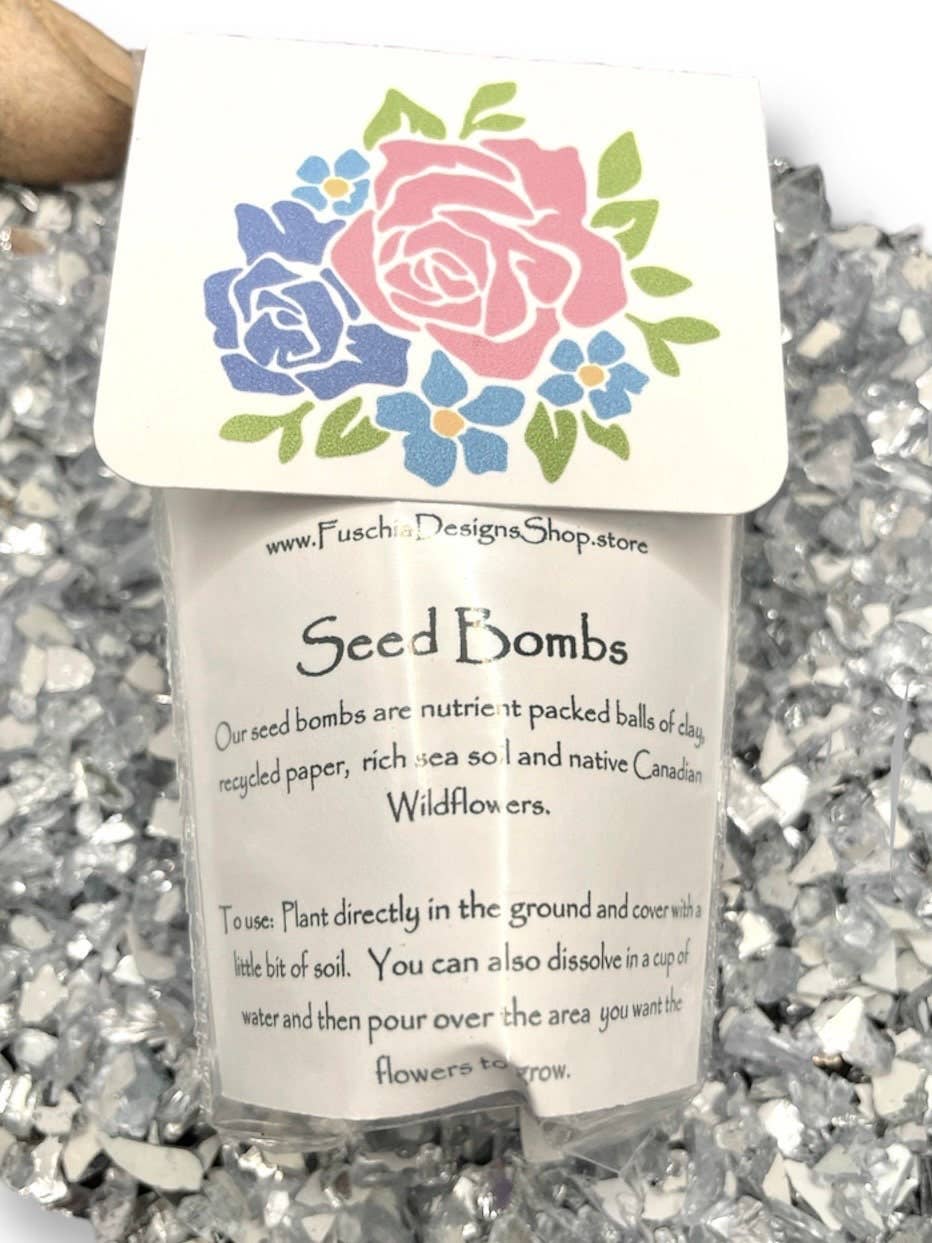 www.FuschiaDesignsShop.store
Seed Bombs
Our seed bombs are nutrient packed balls of clay,
recycled paper, rich sea soil and native Canadian
Wildflowers.
To use: Plant directly in the ground and cover with a
little bit of soil. You can also dissolve in a cup of
water and then pour over the area you want the
flowers to grow.